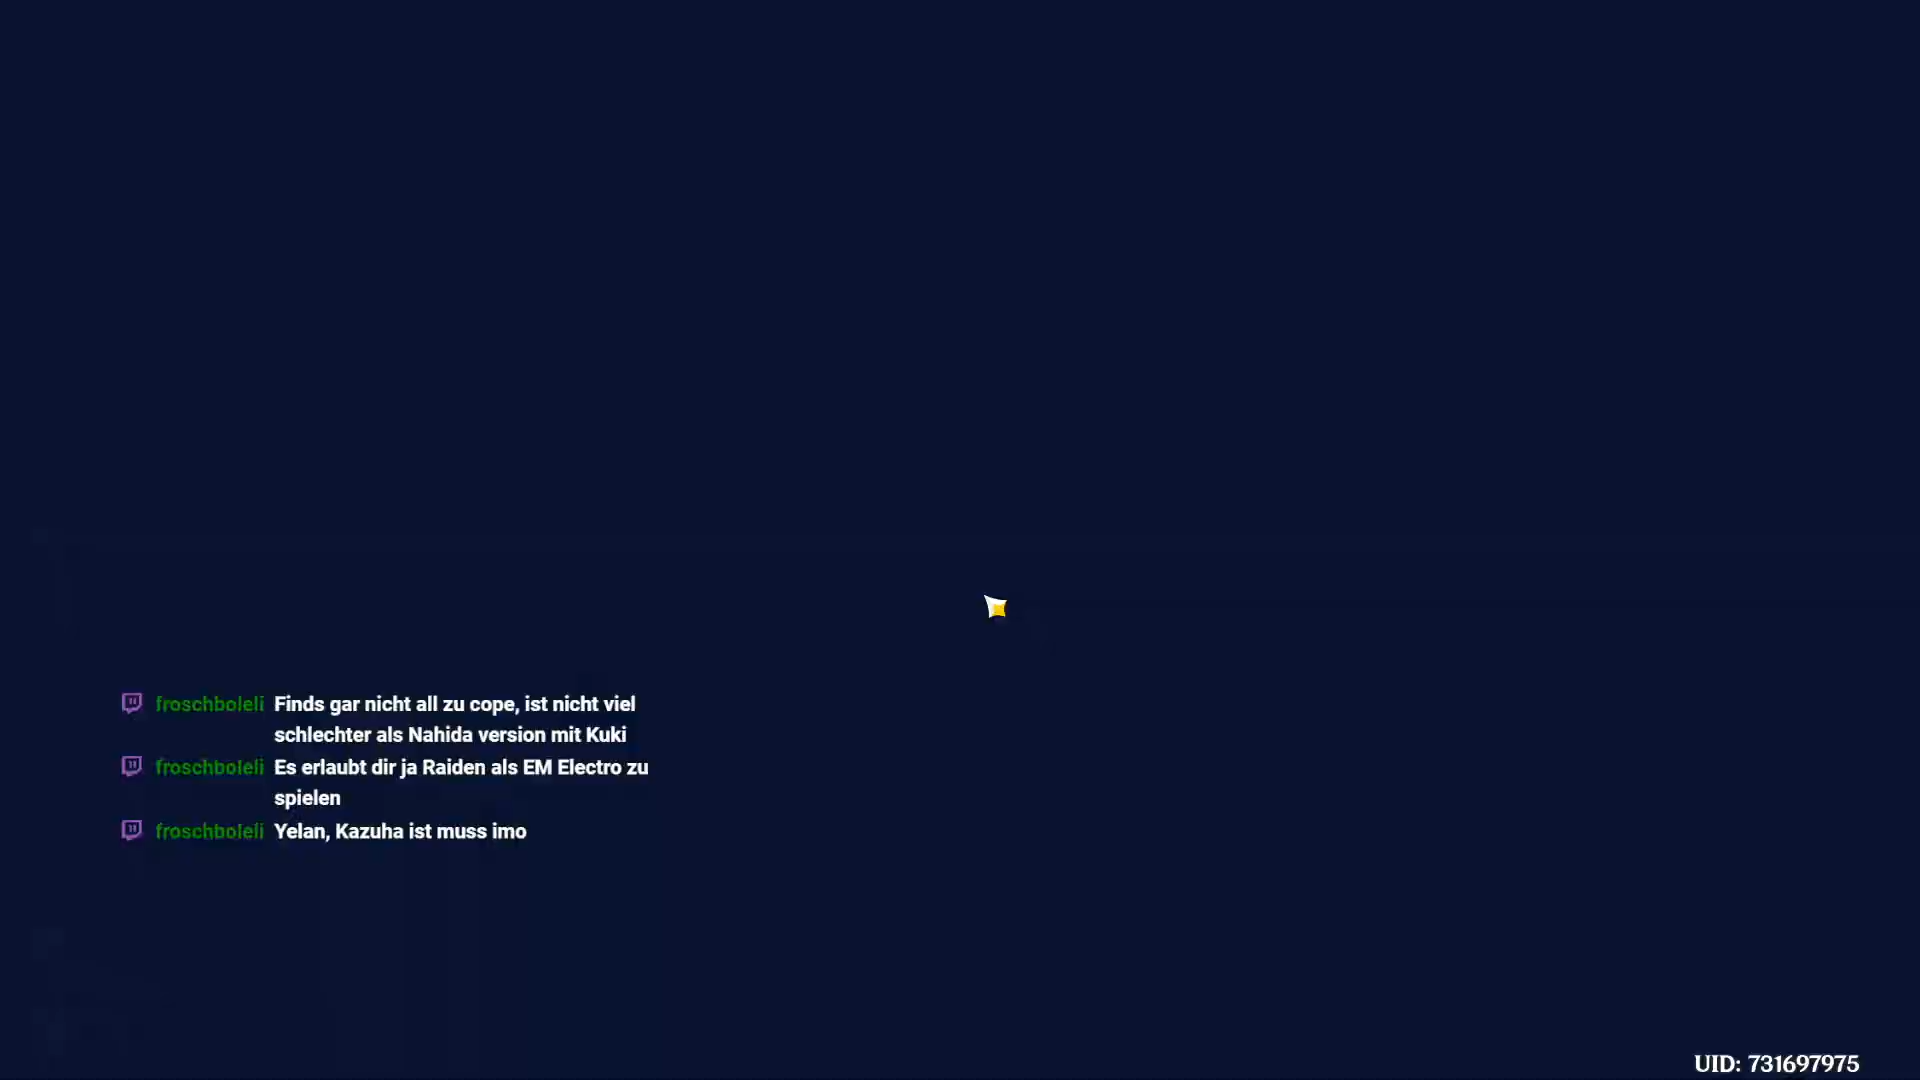 froschboleli Finds gar nicht all zu cope, ist nicht viel
schlechter als Nahida version mit Kuki
froschboleli Es erlaubt dir ja Raiden als EM Electro zu
spielen
froschboleli Yelan, Kazuha ist muss imo
UID: 731697975